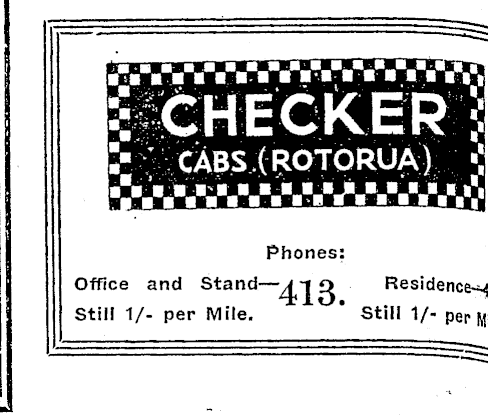 CHECKER
CABS (ROTORUA)
Phones:
Office and Stand—413. Residence—
Still 1/- per Mile. Still 1/- per